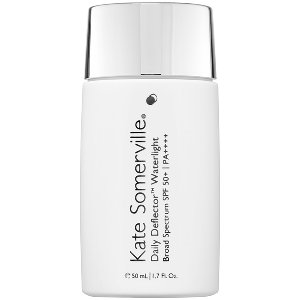 Kate Somerville®
Daily Deflector™ Waterlight
Broad Spectrum SPF 50+ | PA++++
℮ 50 mL | 1.7 fl. Oz.